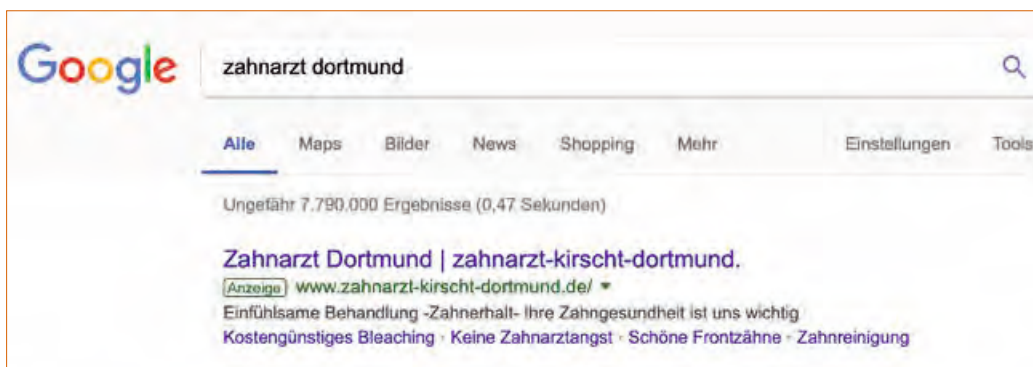 Google
zahnarzt dortmund
Alle Maps Bilder News Shopping Mehr Einstellungen Tools
Ungefähr 7.790.000 Ergebnisse (0,47 Sekunden)
Zahnarzt Dortmund | zahnarzt-kirscht-dortmund.
Anzeige www.zahnarzt-kirscht-dortmund.de/
Einfühlsame Behandlung -Zahnerhalt- Ihre Zahngesundheit ist uns wichtig
Kostengünstiges Bleaching · Keine Zahnarztangst · Schöne Frontzähne · Zahnreinigung